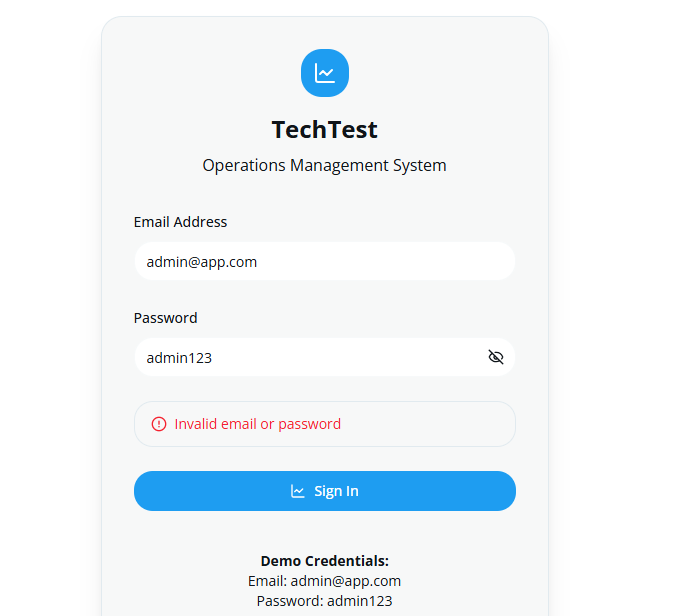 TechTest
Operations Management System
Email Address
admin@app.com
Password
admin123
Invalid email or password
Sign In
Demo Credentials:
Email: admin@app.com
Password: admin123